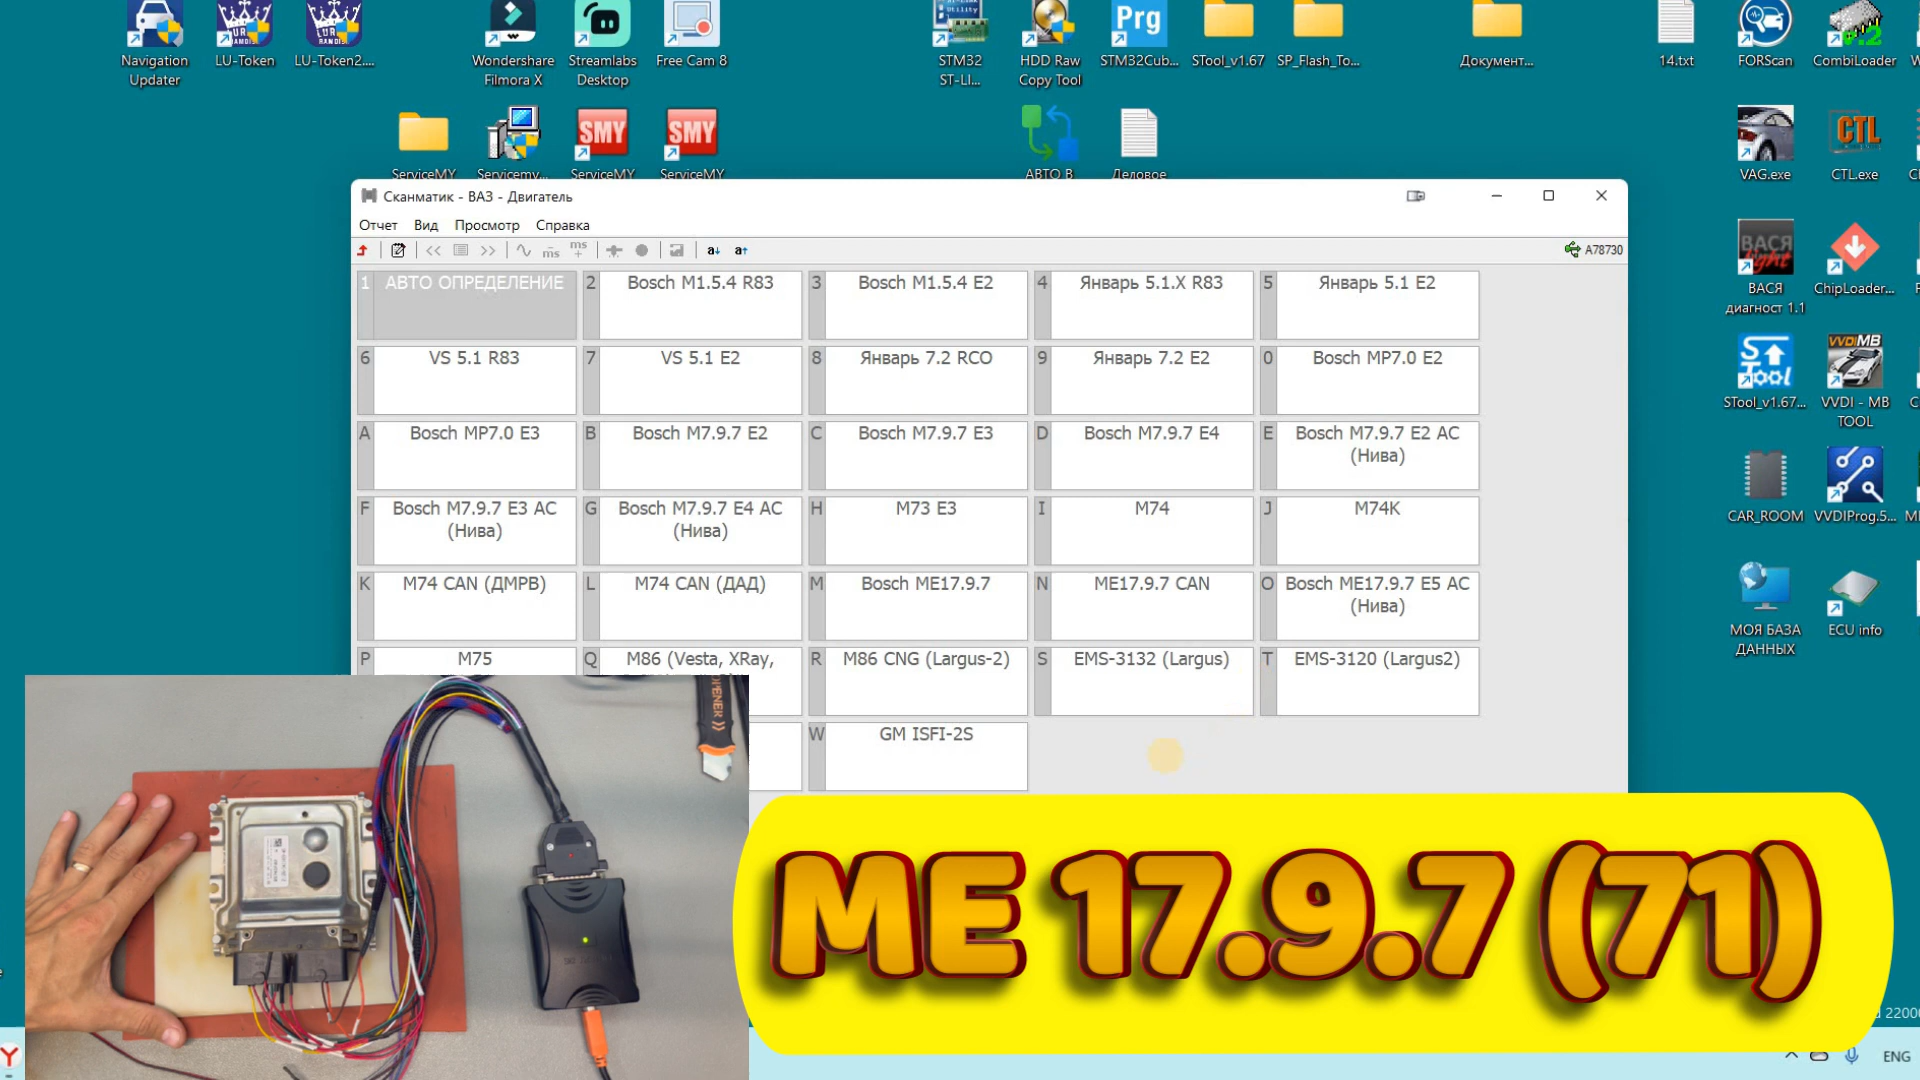 Navigation
Updater
LU-Token
LU-Token2....
Wondershare
Filmora X
Streamlabs
Desktop
Free Cam 8
STM32
ST-LI...
HDD Raw
Copy Tool
Prg
STM32Cub...
STool_v1.67
SP_Flash_To...
Документ...
14.txt
FORScan
CombiLoader
SMY
SMY
ServiceMY
Servicemy...
ServiceMY
ServiceMY
АВТО В
Деловое
VAG.exe
CTL
CTL.exe
Сканматик - ВАЗ - Двигатель
Отчет Вид Просмотр Справка
A78730
1 АВТО ОПРЕДЕЛЕНИЕ
2 Bosch M1.5.4 R83
3 Bosch M1.5.4 E2
4 Январь 5.1.X R83
5 Январь 5.1 E2
6 VS 5.1 R83
7 VS 5.1 E2
8 Январь 7.2 RCO
9 Январь 7.2 E2
0 Bosch MP7.0 E2
A Bosch MP7.0 E3
B Bosch M7.9.7 E2
C Bosch M7.9.7 E3
D Bosch M7.9.7 E4
E Bosch M7.9.7 E2 AC
(Нива)
F Bosch M7.9.7 E3 AC
(Нива)
G Bosch M7.9.7 E4 AC
(Нива)
H M73 E3
I M74
J M74K
K M74 CAN (ДМРВ)
L M74 CAN (ДАД)
M Bosch ME17.9.7
N ME17.9.7 CAN
O Bosch ME17.9.7 E5 AC
(Нива)
P M75
Q M86 (Vesta, XRay,
R M86 CNG (Largus-2)
S EMS-3132 (Largus)
T EMS-3120 (Largus2)
W GM ISFI-2S
ВАСЯ
light
ВАСЯ
диагност 1.1
ChipLoader...
S
Tool
STool_v1.67...
VVDI MB
VVDI - MB
TOOL
CAR_ROOM
VVDIProg.5...
МОЯ БАЗА
ДАННЫХ
ECU info
OPENER
ME 17.9.7 (71)
ENG